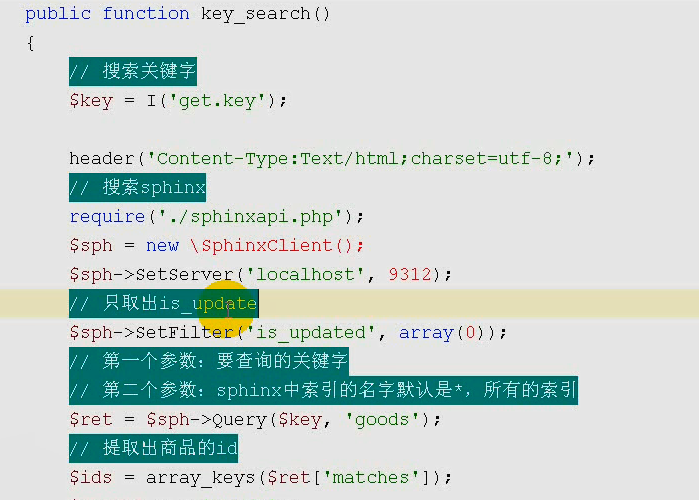 public function key_search()
{
// 搜索关键字
$key = I('get.key');
header('Content-Type:Text/html;charset=utf-8;');
// 搜索sphinx
require('./sphinxapi.php');
$sph = new \SphinxClient();
$sph->SetServer('localhost', 9312);
// 只取出is_update
$sph->SetFilter('is_updated', array(0));
// 第一个参数：要查询的关键字
// 第二个参数：sphinx中索引的名字默认是*，所有的索引
$ret = $sph->Query($key, 'goods');
// 提取出商品的id
$ids = array_keys($ret['matches']);